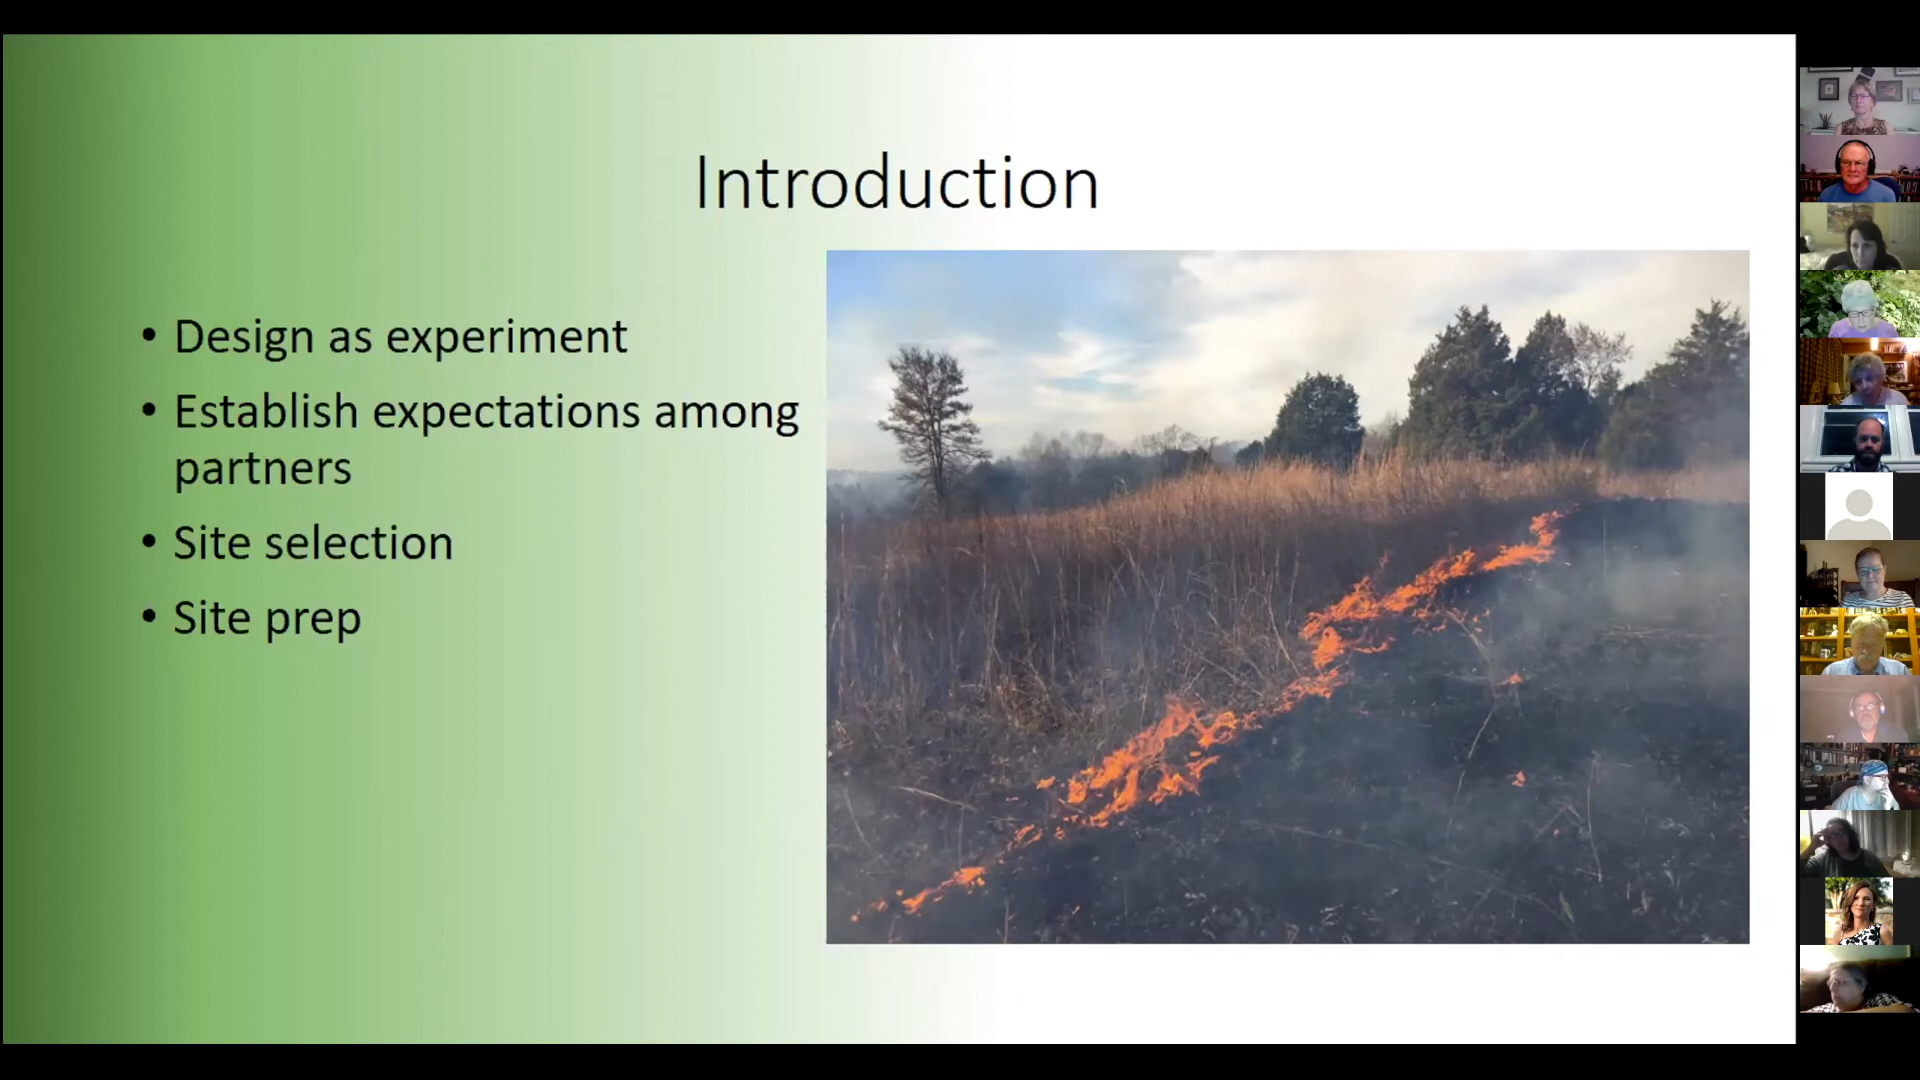 Introduction
• Design as experiment
• Establish expectations among
partners
• Site selection
• Site prep